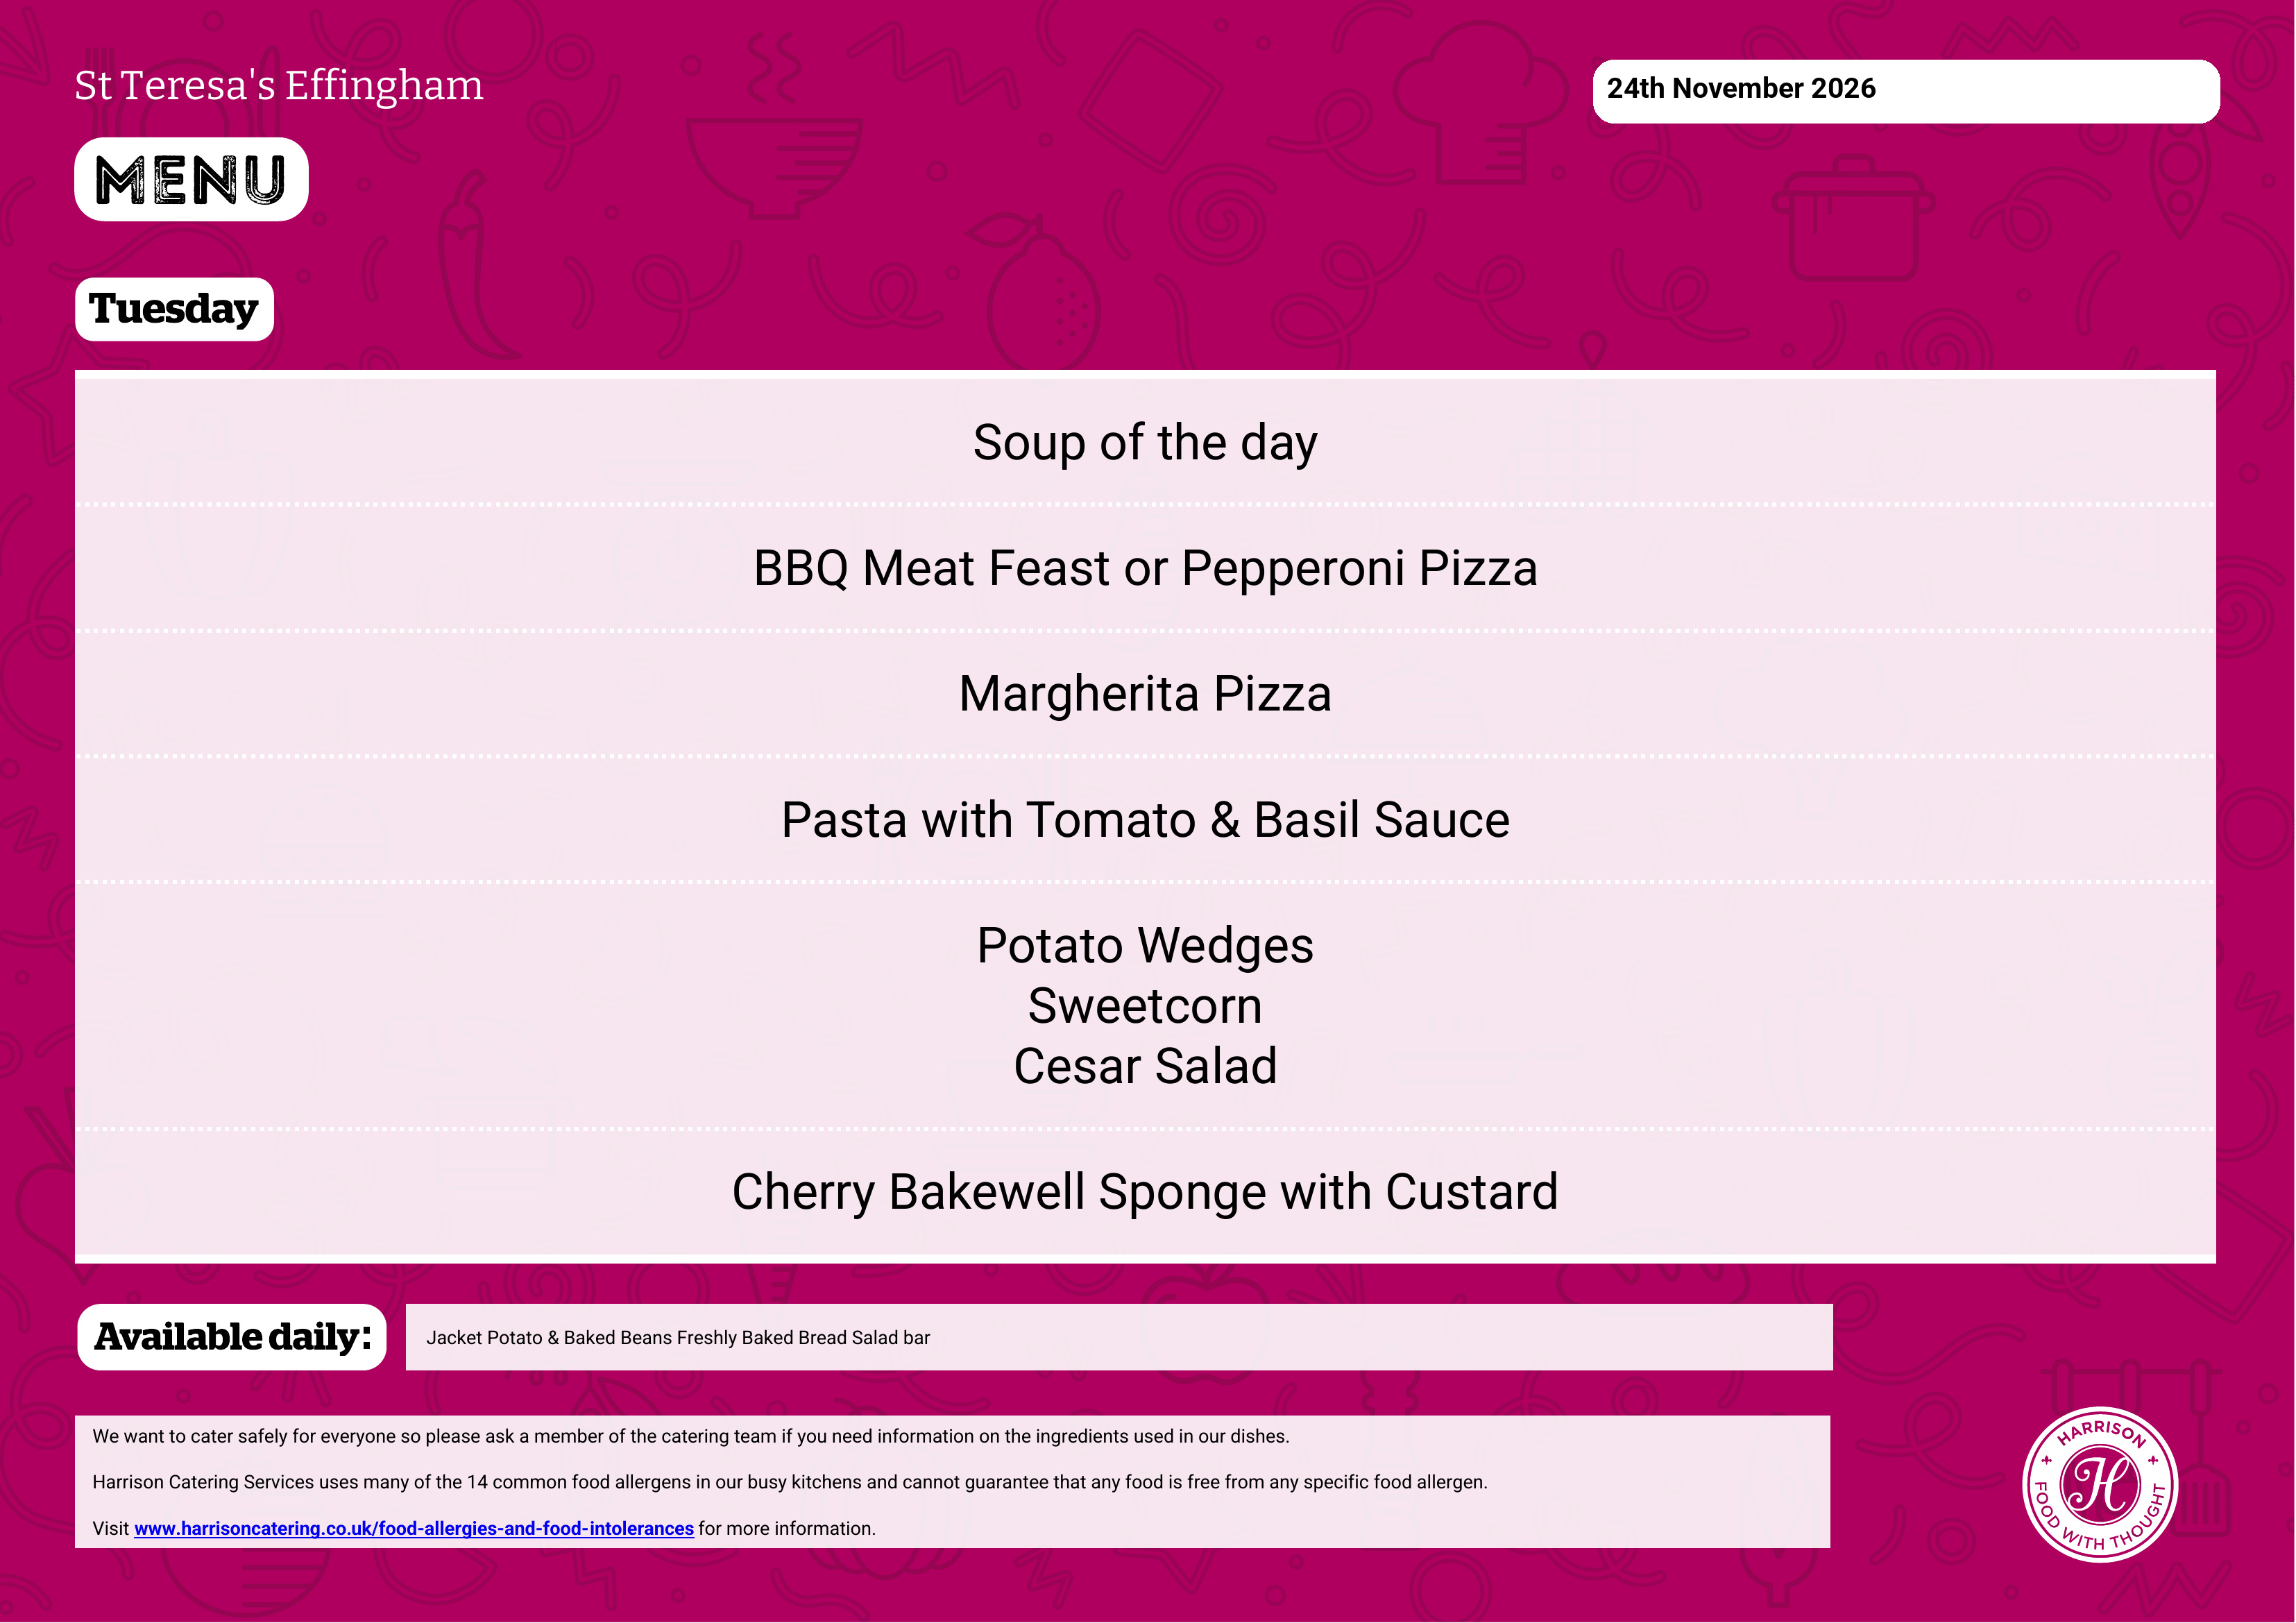 St Teresa's Effingham
24th November 2026
MENU
Tuesday
Soup of the day
BBQ Meat Feast or Pepperoni Pizza
Margherita Pizza
Pasta with Tomato & Basil Sauce
Potato Wedges
Sweetcorn
Cesar Salad
Cherry Bakewell Sponge with Custard
Available daily:
Jacket Potato & Baked Beans Freshly Baked Bread Salad bar
We want to cater safely for everyone so please ask a member of the catering team if you need information on the ingredients used in our dishes.
Harrison Catering Services uses many of the 14 common food allergens in our busy kitchens and cannot guarantee that any food is free from any specific food allergen.
Visit www.harrisoncatering.co.uk/food-allergies-and-food-intolerances for more information.
HARRISON
H
FOOD WITH THOUGHT